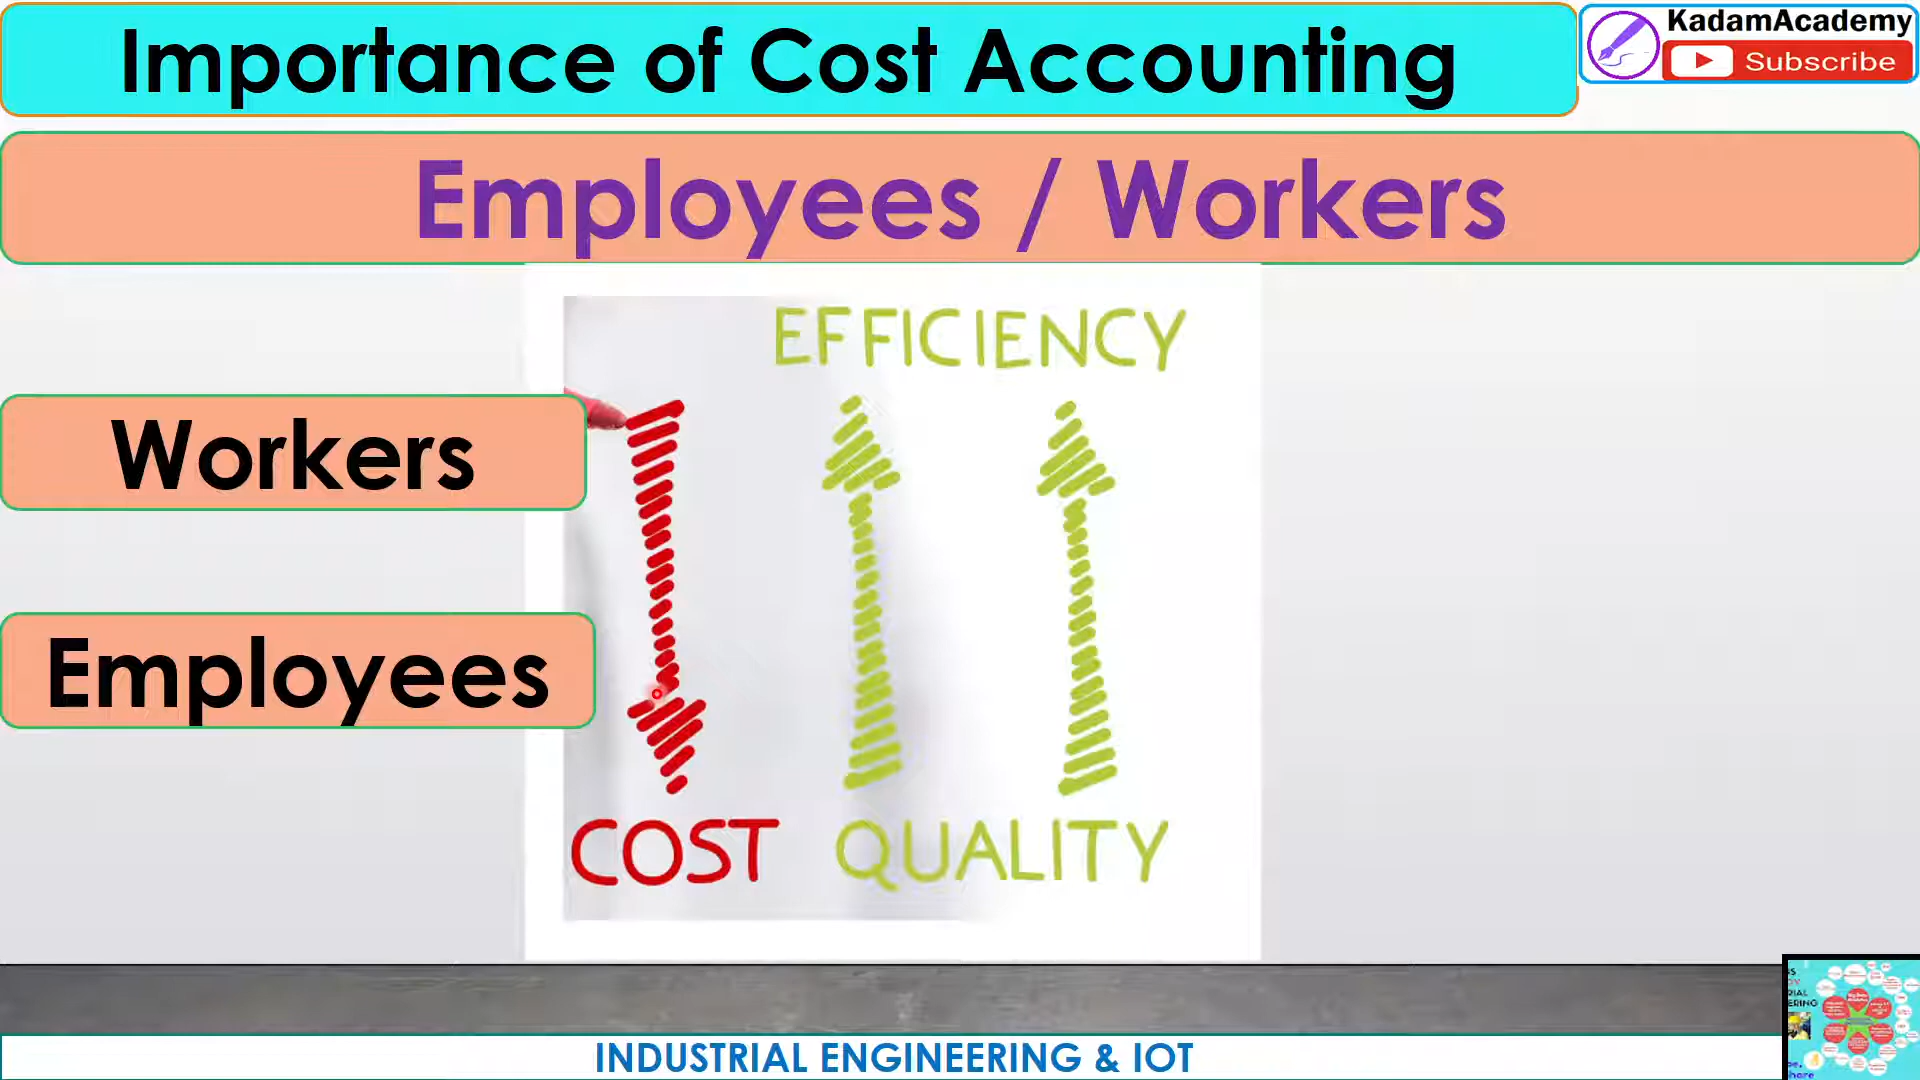 Importance of Cost Accounting
KadamAcademy
Subscribe
Employees / Workers
EFFICIENCY
Workers
Employees
COST QUALITY
INDUSTRIAL ENGINEERING & IOT